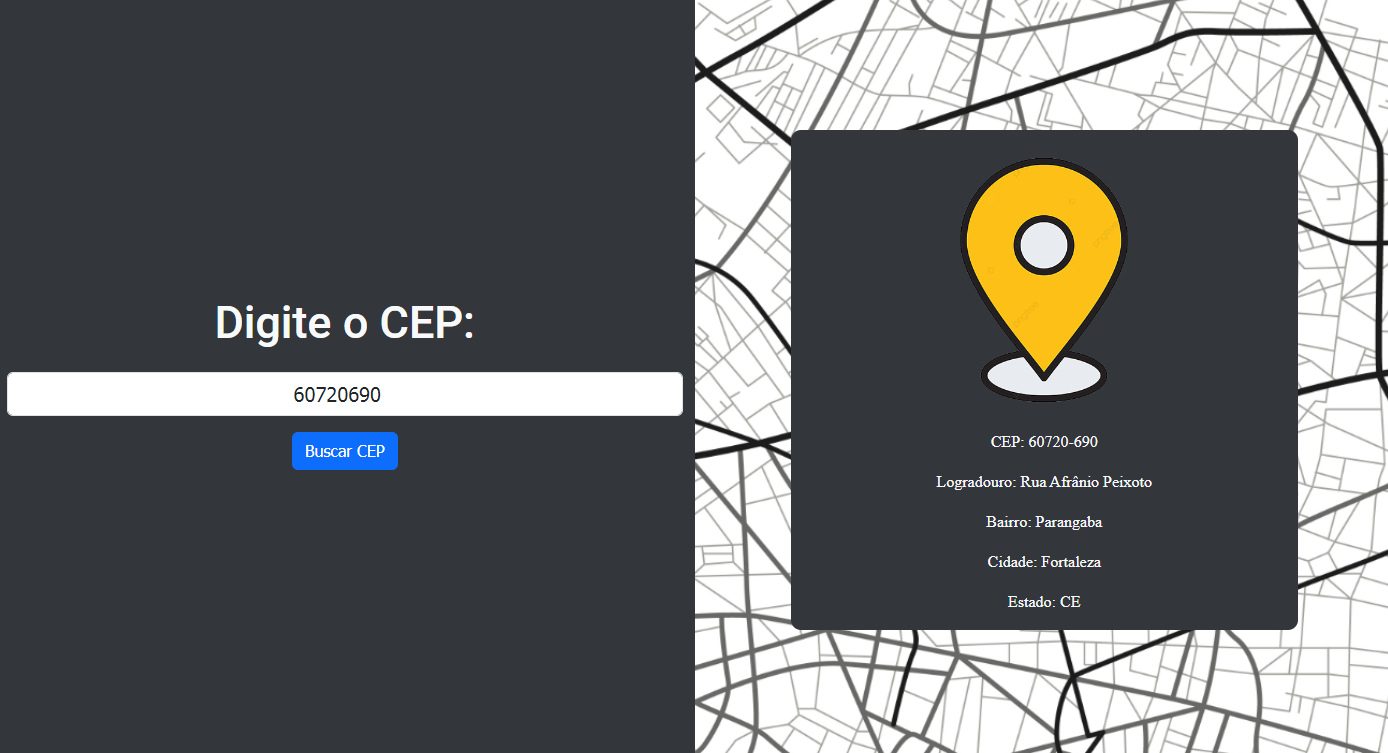 Digite o CEP:
60720690
Buscar CEP
CEP: 60720-690
Logradouro: Rua Afrânio Peixoto
Bairro: Parangaba
Cidade: Fortaleza
Estado: CE